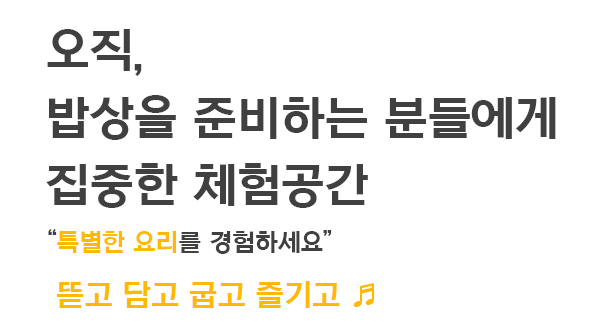 오직,
밥상을 준비하는 분들에게
집중한 체험공간
“특별한 요리를 경험하세요”
뜯고 담고 굽고 즐기고 ♬